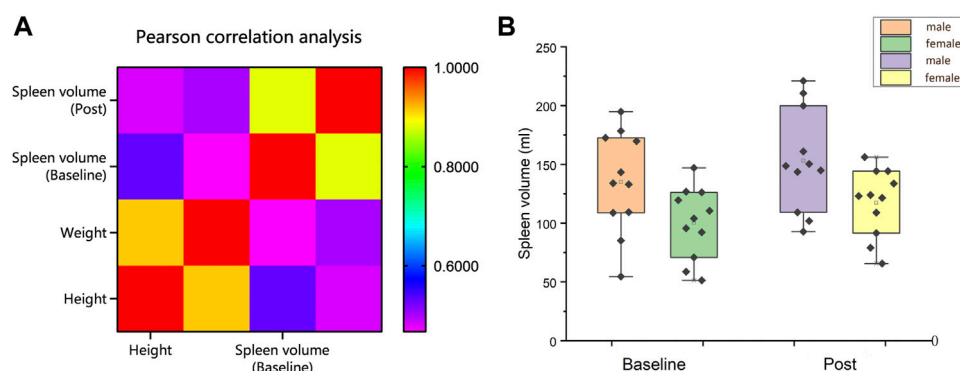 A
Pearson correlation analysis
Spleen volume
(Post)
Spleen volume
(Baseline)
Weight
Height
Height
Spleen volume
(Baseline)
1.0000
0.8000
0.6000
B
male
female
male
female
Spleen volume (ml)
250
200
150
100
50
0
Baseline
Post
0